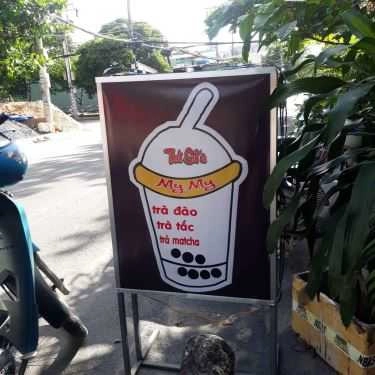 Trà Sữa
My My
trà đào
trà tắc
trà matcha